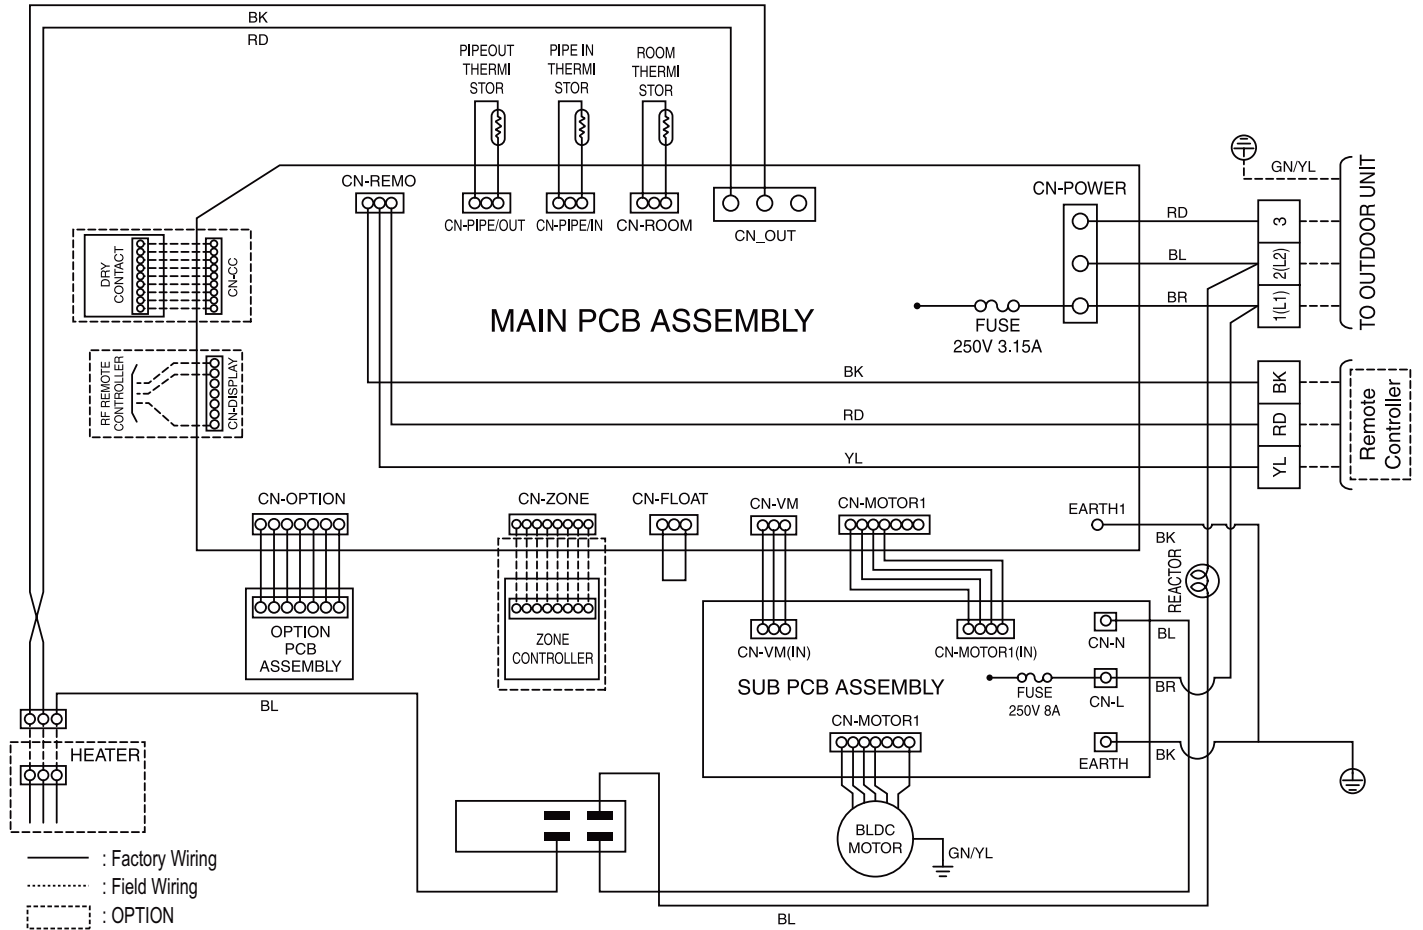 BK
RD
PIPEOUT
THERMI
STOR
PIPE IN
THERMI
STOR
ROOM
THERMI
STOR
CN-REMO
CN-PIPE/OUT
CN-PIPE/IN
CN-ROOM
CN_OUT
CN-POWER
GN/YL
RD
BL
BR
3
2(L2)
1(L1)
TO OUTDOOR UNIT
DRY
CONTACT
CN-CC
MAIN PCB ASSEMBLY
FUSE
250V 3.15A
RF REMOTE
CONTROLLER
CN-DISPLAY
BK
RD
YL
BK
RD
YL
Remote
Controller
CN-OPTION
CN-ZONE
CN-FLOAT
CN-VM
CN-MOTOR1
EARTH1
BK
REACTOR
OPTION
PCB
ASSEMBLY
ZONE
CONTROLLER
CN-VM(IN)
CN-MOTOR1(IN)
CN-N
BL
SUB PCB ASSEMBLY
FUSE
250V 8A
CN-L
BR
BL
CN-MOTOR1
EARTH
BK
HEATER
BLDC
MOTOR
GN/YL
BL
: Factory Wiring
: Field Wiring
: OPTION